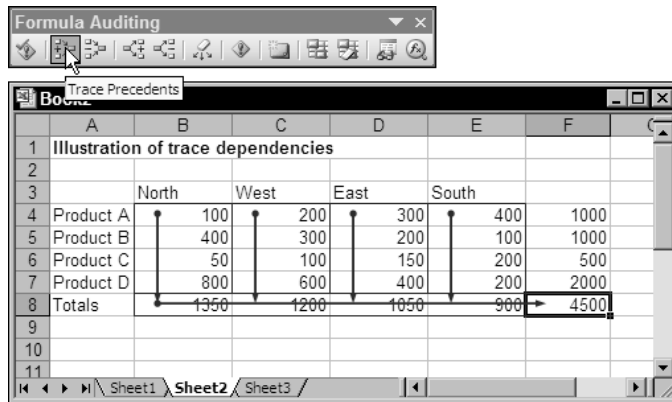 Formula Auditing
Trace Precedents
A B C D E F
1 Illustration of trace dependencies
2
3 North West East South
4 Product A 100 200 300 400 1000
5 Product B 400 300 200 100 1000
6 Product C 50 100 150 200 500
7 Product D 800 600 400 200 2000
8 Totals 1350 1200 1050 900 4500
9
10
11
Sheet1 Sheet2 Sheet3